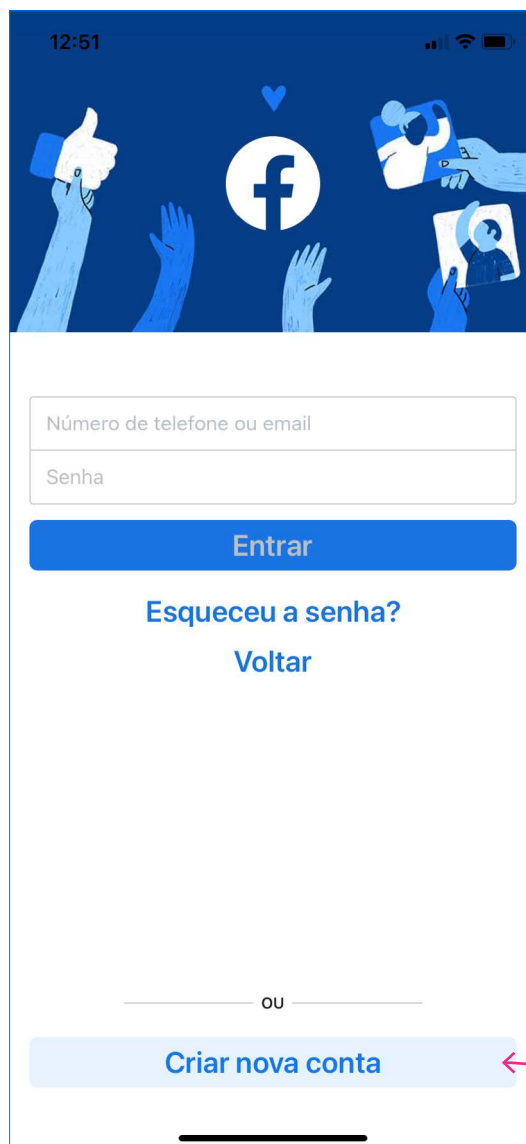 12:51
f
Número de telefone ou email
Senha
Entrar
Esqueceu a senha?
Voltar
OU
Criar nova conta